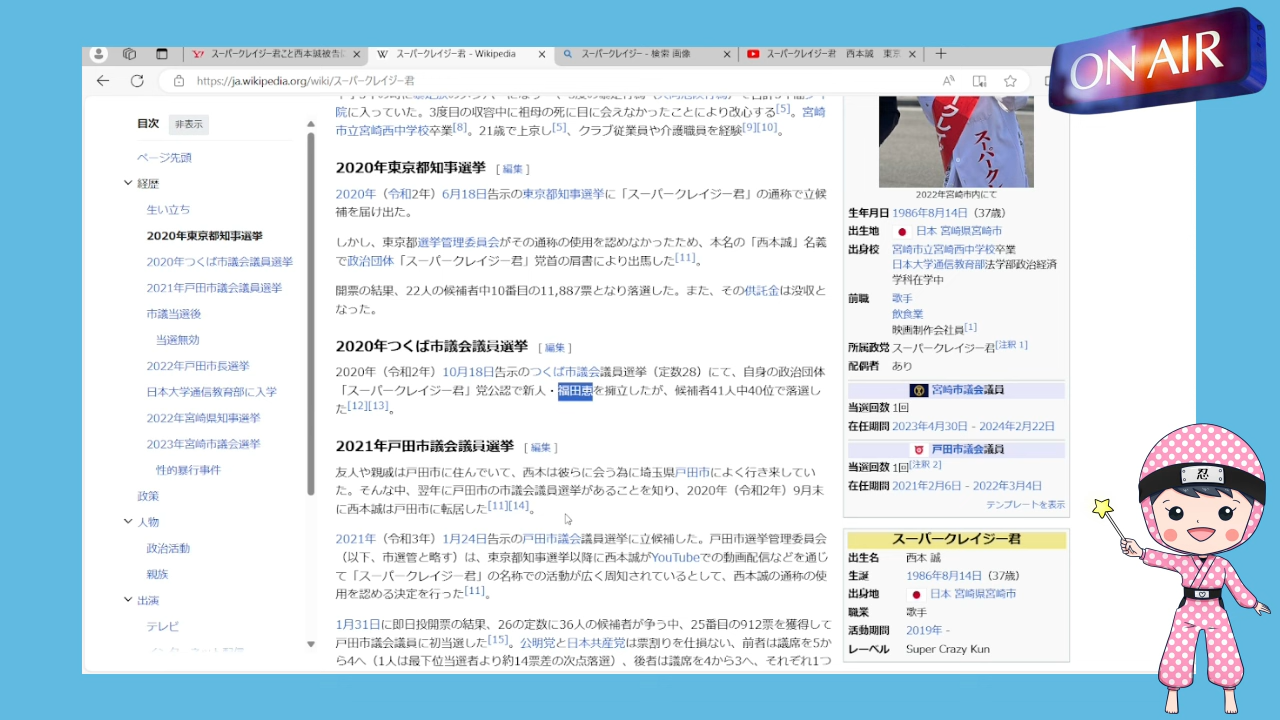 ON AIR
スーパークレイジー君こと西本誠被告に
スーパークレイジー君 - Wikipedia
スーパークレイジー - 検索 画像
スーパークレイジー君 西本誠 東京
https://ja.wikipedia.org/wiki/スーパークレイジー君
目次 非表示
ページ先頭
経歴
生い立ち
2020年東京都知事選挙
2020年つくば市議会議員選挙
2021年戸田市議会議員選挙
市議当選後
当選無効
2022年戸田市長選挙
日本大学通信教育部に入学
2022年宮崎県知事選挙
2023年宮崎市議会選挙
性的暴行事件
政策
人物
政治活動
親族
出演
テレビ
院に入っていた。3度目の収容中に祖母の死に目に会えなかったことにより改心する[5]。宮崎
市立宮崎西中学校卒業[8]。21歳で上京し[5]、クラブ従業員や介護職員を経験[9][10]。
2020年東京都知事選挙 [編集]
2020年（令和2年）6月18日告示の東京都知事選挙に「スーパークレイジー君」の通称で立候
補を届け出た。
しかし、東京都選挙管理委員会がその通称の使用を認めなかったため、本名の「西本誠」名義
で政治団体「スーパークレイジー君」党首の肩書により出馬した[11]。
開票の結果、22人の候補者中10番目の11,887票となり落選した。また、その供託金は没収と
なった。
2020年つくば市議会議員選挙 [編集]
2020年（令和2年）10月18日告示のつくば市議会議員選挙（定数28）にて、自身の政治団体
「スーパークレイジー君」党公認で新人・福田恵を擁立したが、候補者41人中40位で落選し
た[12][13]。
2021年戸田市議会議員選挙 [編集]
友人や親戚は戸田市に住んでいて、西本は彼らに会う為に埼玉県戸田市によく行き来してい
た。そんな中、翌年に戸田市の市議会議員選挙があることを知り、2020年（令和2年）9月末
に西本誠は戸田市に転居した[11][14]。
2021年（令和3年）1月24日告示の戸田市議会議員選挙に立候補した。戸田市選挙管理委員会
（以下、市選管と略す）は、東京都知事選挙以降に西本誠がYouTubeでの動画配信などを通じ
て「スーパークレイジー君」の名称での活動が広く周知されているとして、西本誠の通称の使
用を認める決定を行った[11]。
1月31日に即日投開票の結果、26の定数に36人の候補者が争う中、25番目の912票を獲得して
戸田市議会議員に初当選した[15]。公明党と日本共産党は票割りを仕損ない、前者は議席を5か
ら4へ（1人は最下位当選者より約14票差の次点落選）、後者は議席を4から3へ、それぞれ1つ
スーパークレ
2022年宮崎市内にて
生年月日 1986年8月14日（37歳）
出生地 日本 宮崎県宮崎市
出身校 宮崎市立宮崎西中学校卒業
日本大学通信教育部法学部政治経済
学科在学中
前職 歌手
飲食業
映画制作会社員[1]
所属政党 スーパークレイジー君[注釈 1]
配偶者 あり
宮崎市議会議員
当選回数 1回
在任期間 2023年4月30日 - 2024年2月22日
戸田市議会議員
当選回数 1回[注釈 2]
在任期間 2021年2月6日 - 2022年3月4日
テンプレートを表示
スーパークレイジー君
出生名 西本 誠
生誕 1986年8月14日（37歳）
出身地 日本 宮崎県宮崎市
職業 歌手
活動期間 2019年 -
レーベル Super Crazy Kun
忍